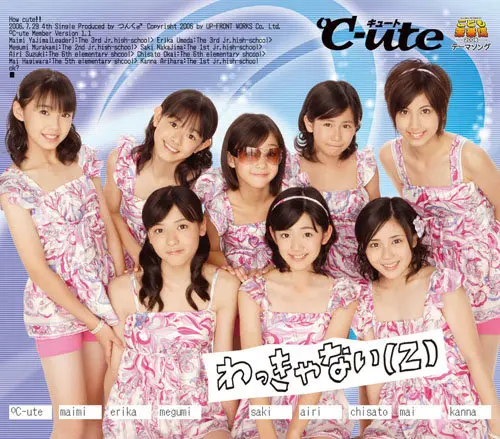 How cute!!
2006.7.29 4th Single Produced by つんく♂ Copyright 2006 by UP-FRONT WORKS Co. Ltd.
℃-ute Member Version 1.1
Maimi Yajima(Leader):The 3rd Jr.high-school> Erika Umeda:The 3rd Jr.high-school>
Megumi Murakami:The 2nd jr.high-school> Saki Nakajima:The 1st jr.high-school>
Airi Suzuki:The 6th elementary shcool> Chisato Okai:The 6th elementary shcool>
Mai Hagiwara:The 5th elementary shcool> Kanna Arihara:The 1st jr.high-school>
ok?
キュート
℃-ute
テーマソング
わっきゃない(Z)
℃-ute maimi erika megumi saki airi chisato mai kanna